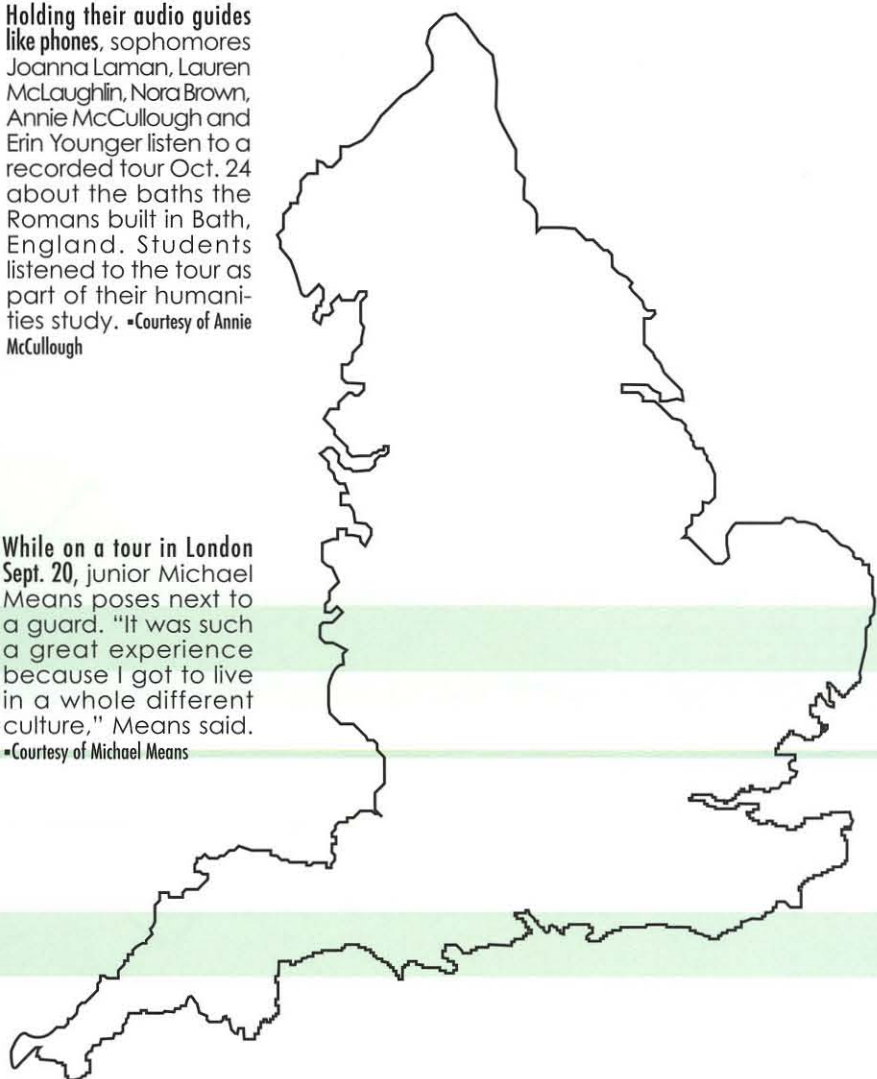 Holding their audio guides
like phones, sophomores
Joanna Laman, Lauren
McLaughlin, Nora Brown,
Annie McCullough and
Erin Younger listen to a
recorded tour Oct. 24
about the baths the
Romans built in Bath,
England. Students
listened to the tour as
part of their humani-
ties study. ▪Courtesy of Annie
McCullough
While on a tour in London
Sept. 20, junior Michael
Means poses next to
a guard. “It was such
a great experience
because I got to live
in a whole different
culture,” Means said.
▪Courtesy of Michael Means